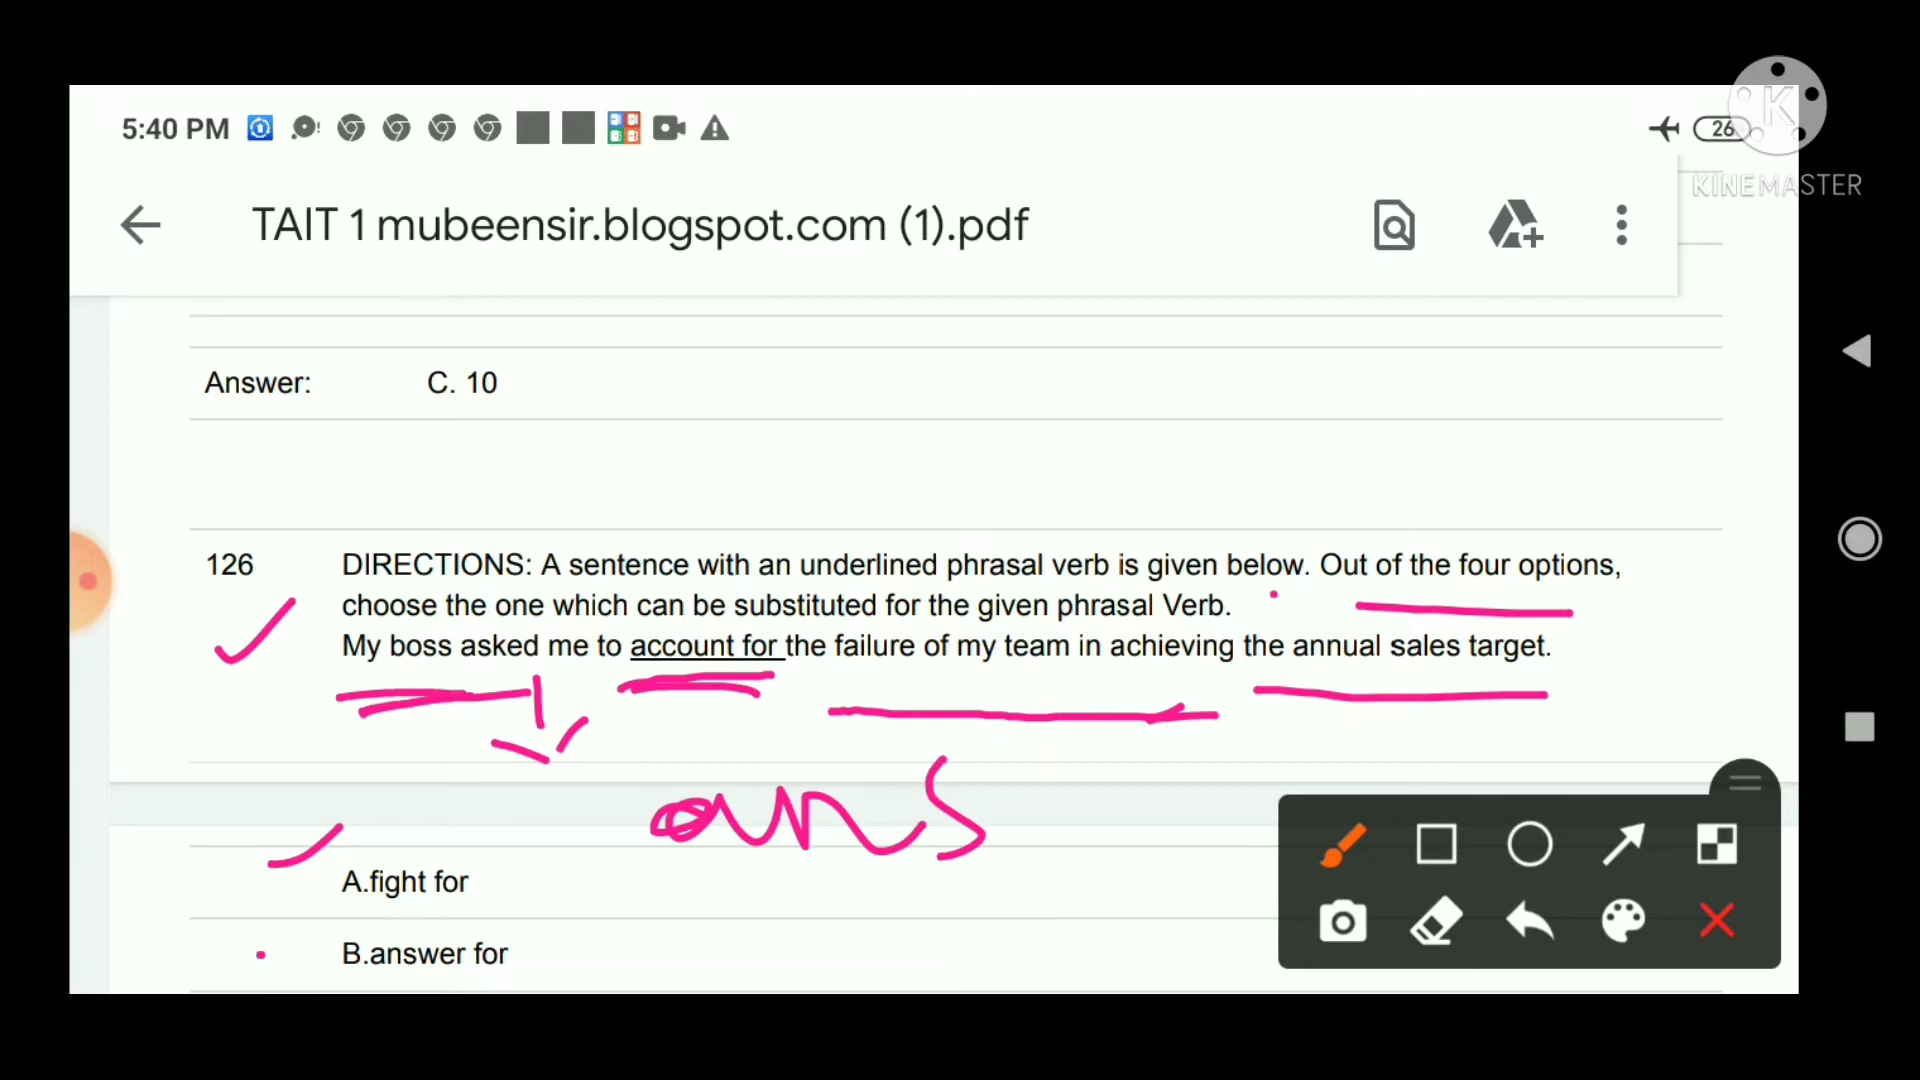 5:40 PM
26
KINEMASTER
TAIT 1 mubeensir.blogspot.com (1).pdf
Answer: C. 10
126 DIRECTIONS: A sentence with an underlined phrasal verb is given below. Out of the four options,
choose the one which can be substituted for the given phrasal Verb.
My boss asked me to account for the failure of my team in achieving the annual sales target.
ans
A.fight for
B.answer for